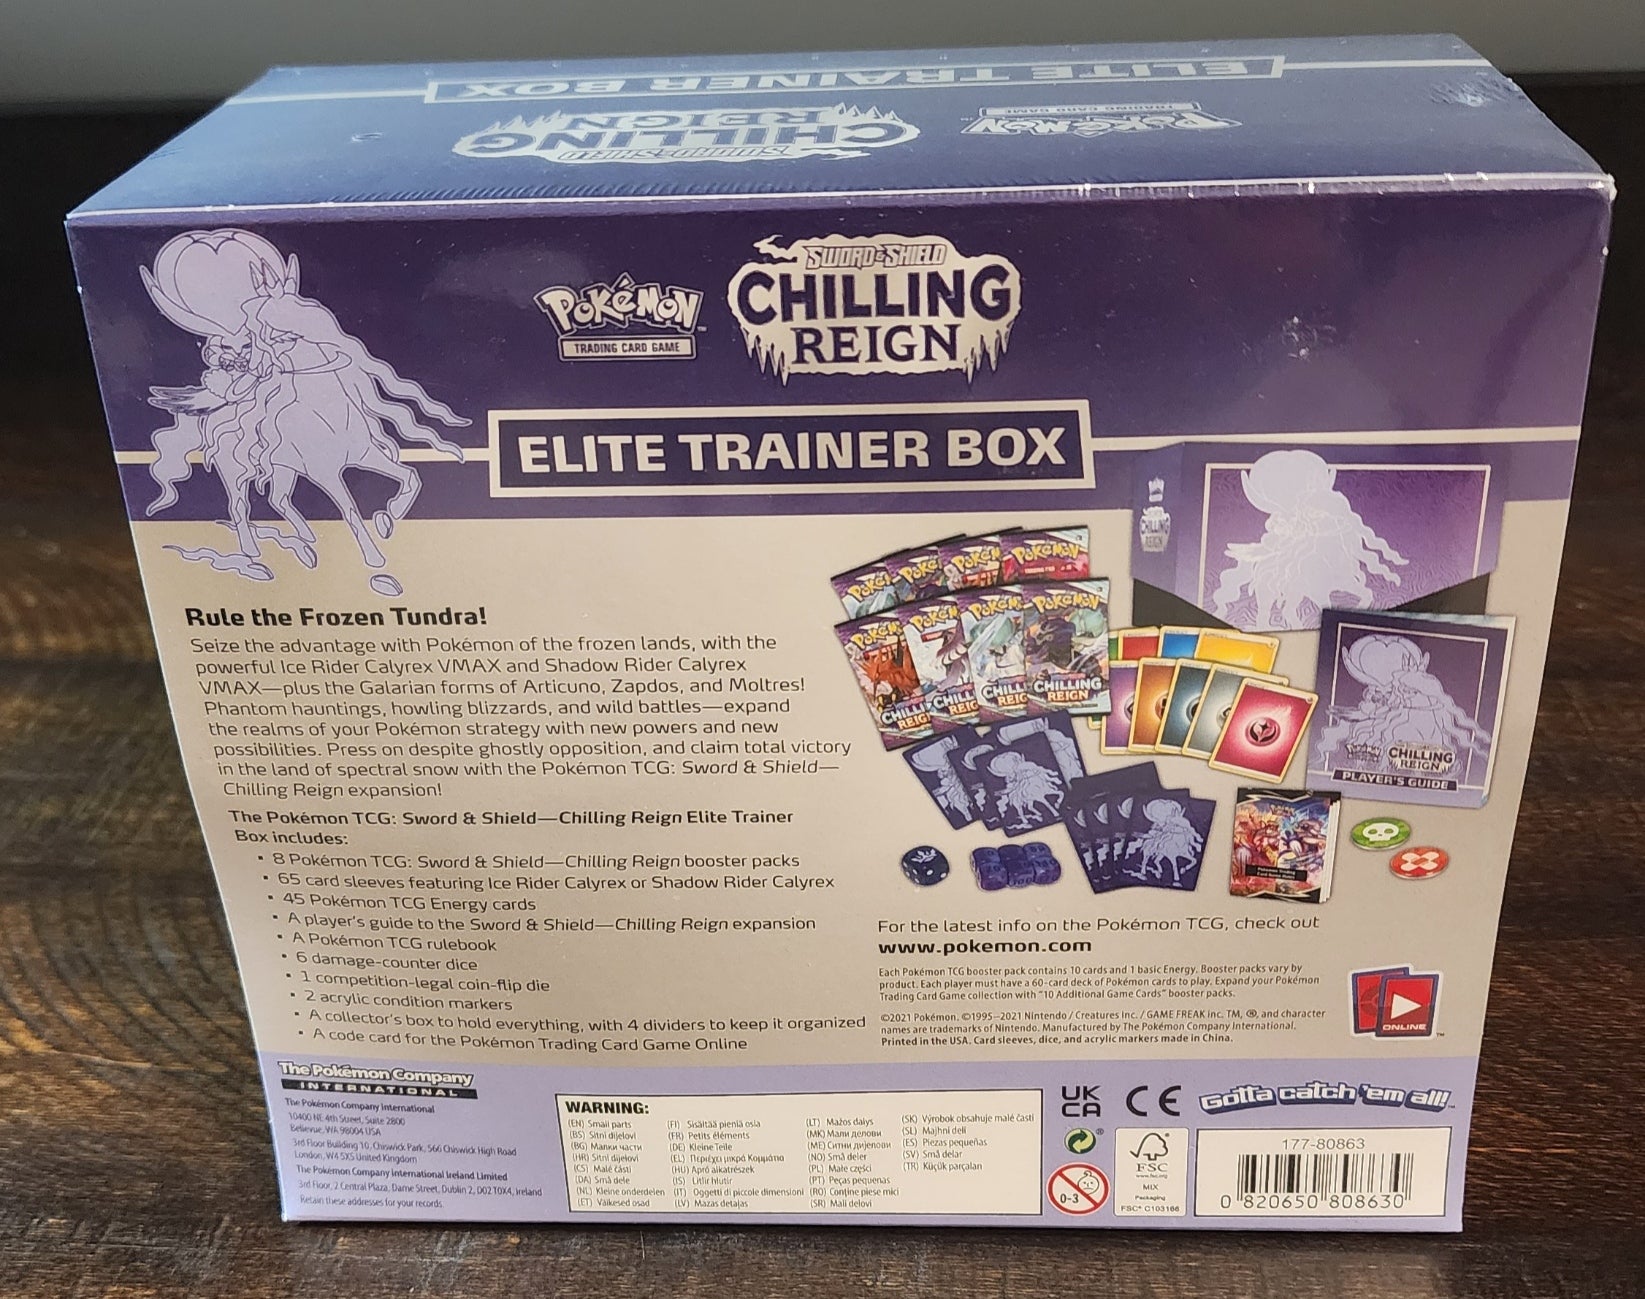 ELITE TRAINER BOX
POKéMON
TRADING CARD GAME
SWORD & SHIELD
CHILLING
REIGN
POKéMON
TRADING CARD GAME
SWORD & SHIELD
CHILLING
REIGN
ELITE TRAINER BOX
CHILLING
REIGN
Rule the Frozen Tundra!
Seize the advantage with Pokémon of the frozen lands, with the
powerful Ice Rider Calyrex VMAX and Shadow Rider Calyrex
VMAX—plus the Galarian forms of Articuno, Zapdos, and Moltres!
Phantom hauntings, howling blizzards, and wild battles—expand
the realms of your Pokémon strategy with new powers and new
possibilities. Press on despite ghostly opposition, and claim total victory
in the land of spectral snow with the Pokémon TCG: Sword & Shield—
Chilling Reign expansion!
The Pokémon TCG: Sword & Shield—Chilling Reign Elite Trainer
Box includes:
• 8 Pokémon TCG: Sword & Shield—Chilling Reign booster packs
• 65 card sleeves featuring Ice Rider Calyrex or Shadow Rider Calyrex
• 45 Pokémon TCG Energy cards
• A player's guide to the Sword & Shield—Chilling Reign expansion
• A Pokémon TCG rulebook
• 6 damage-counter dice
• 1 competition-legal coin-flip die
• 2 acrylic condition markers
• A collector's box to hold everything, with 4 dividers to keep it organized
• A code card for the Pokémon Trading Card Game Online
POKéMON
POKéMON
CHILLING
REIGN
CHILLING
REIGN
PLAYER'S GUIDE
For the latest info on the Pokémon TCG, check out
www.pokemon.com
Each Pokémon TCG booster pack contains 10 cards and 1 basic Energy. Booster packs vary by
product. Each player must have a 60-card deck of Pokémon cards to play. Expand your Pokémon
Trading Card Game collection with "10 Additional Game Cards" booster packs.
©2021 Pokémon. ©1995–2021 Nintendo / Creatures Inc. / GAME FREAK inc. TM, ®, and character
names are trademarks of Nintendo. Manufactured by The Pokémon Company International.
Printed in the USA. Card sleeves, dice, and acrylic markers made in China.
ONLINE
The Pokémon Company
INTERNATIONAL
The Pokémon Company International
10400 NE 4th Street, Suite 2800
Bellevue, WA 98004 USA
3rd Floor Building 10, Chiswick Park, 566 Chiswick High Road
London, W4 5XS United Kingdom
The Pokémon Company International Ireland Limited
3rd Floor, 2 Central Plaza, Dame Street, Dublin 2, D02 T0X4, Ireland
Retain these addresses for your records.
WARNING:
(EN) Small parts
(BS) Sitni dijelovi
(BG) Малки части
(HR) Sitni dijelovi
(CS) Malé části
(DA) Små dele
(NL) Kleine onderdelen
(ET) Väikesed osad
(FI) Sisältää pieniä osia
(FR) Petits éléments
(DE) Kleine Teile
(EL) Περιέχει μικρά Κομμάτια
(HU) Apró alkatrészek
(IS) Litlir hlutir
(IT) Oggetti di piccole dimensioni
(LV) Mazas detaļas
(LT) Mažos dalys
(MK) Мали делови
(ME) Ситни дијелови
(NO) Små deler
(PL) Małe części
(PT) Peças pequenas
(RO) Conține piese mici
(SR) Mali delovi
(SK) Výrobok obsahuje malé časti
(SL) Majhni deli
(ES) Piezas pequeñas
(SV) Små delar
(TR) Küçük parçaları
UK
CA
CE
0-3
FSC
www.fsc.org
MIX
Packaging
FSC® C103166
Gotta catch 'em all!
177-80863
0 820650 808630